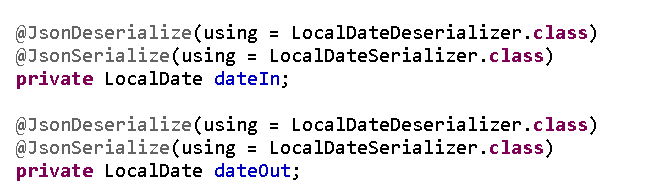 @JsonDeserialize(using = LocalDateDeserializer.class)
@JsonSerialize(using = LocalDateSerializer.class)
private LocalDate dateIn;
@JsonDeserialize(using = LocalDateDeserializer.class)
@JsonSerialize(using = LocalDateSerializer.class)
private LocalDate dateOut;